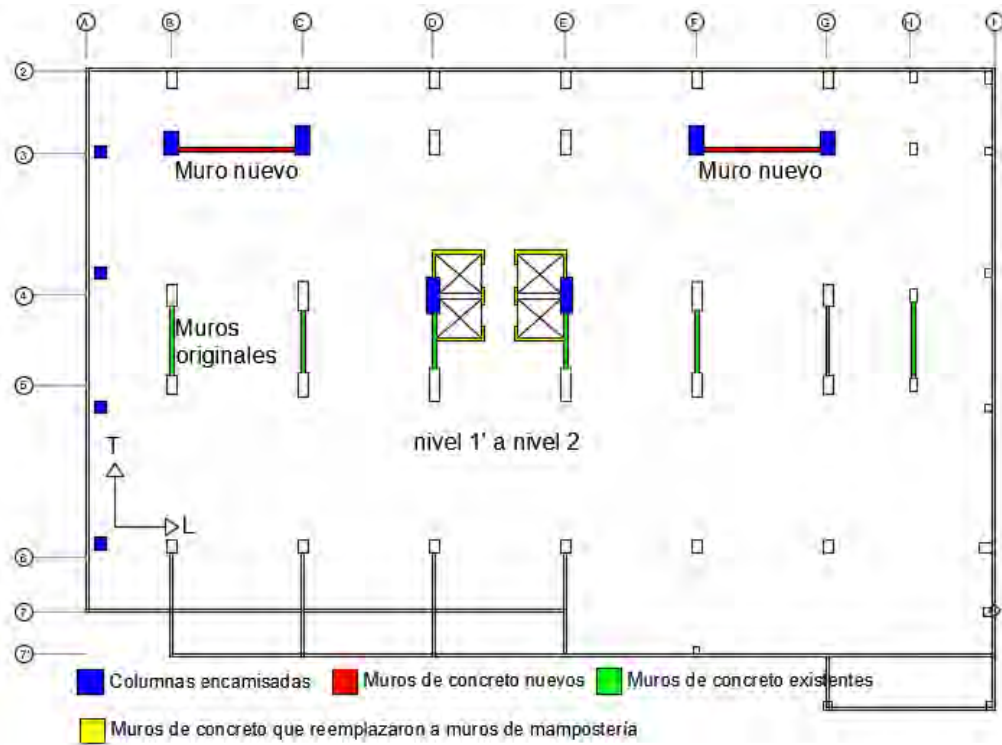 A B C D E F G H I
2
3
Muro nuevo Muro nuevo
4
Muros
originales
5
nivel 1' a nivel 2
T
L
6
7
7'
Columnas encamisadas Muros de concreto nuevos Muros de concreto existentes
Muros de concreto que reemplazaron a muros de mampostería